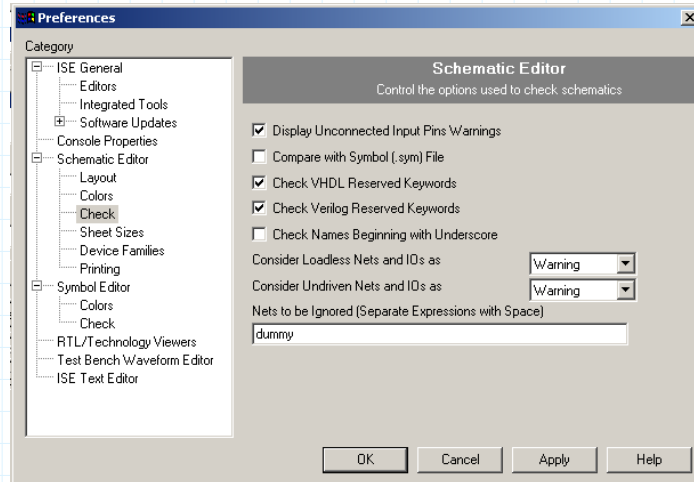 Preferences
Category
ISE General
Editors
Integrated Tools
Software Updates
Console Properties
Schematic Editor
Layout
Colors
Check
Sheet Sizes
Device Families
Printing
Symbol Editor
Colors
Check
RTL/Technology Viewers
Test Bench Waveform Editor
ISE Text Editor
Schematic Editor
Control the options used to check schematics
Display Unconnected Input Pins Warnings
Compare with Symbol (.sym) File
Check VHDL Reserved Keywords
Check Verilog Reserved Keywords
Check Names Beginning with Underscore
Consider Loadless Nets and IOs as Warning
Consider Undriven Nets and IOs as Warning
Nets to be Ignored (Separate Expressions with Space)
dummy
OK Cancel Apply Help